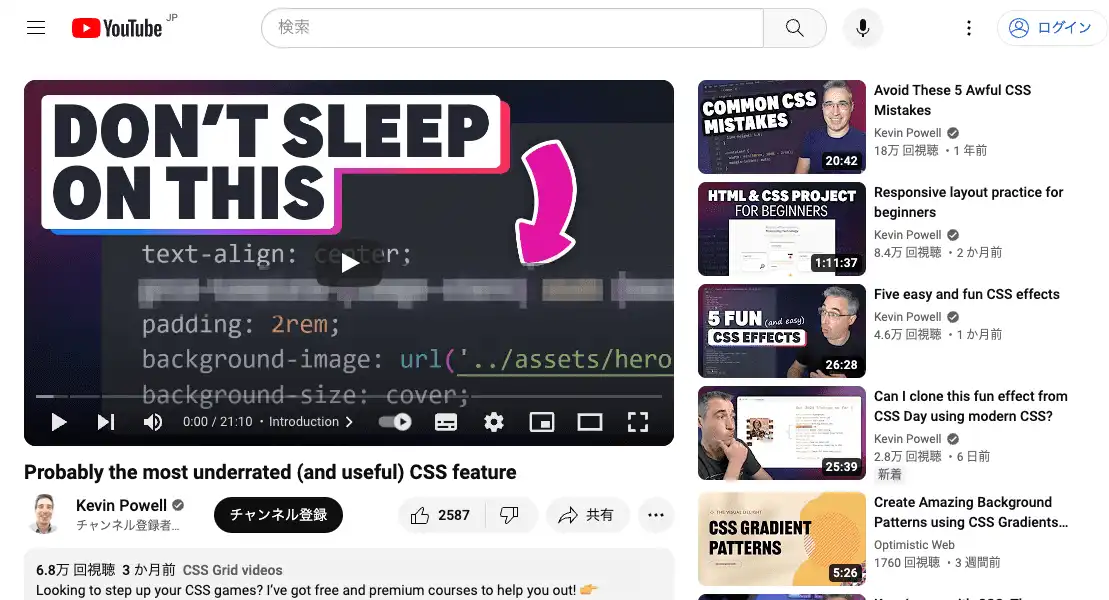 YouTube JP
検索
ログイン
DON'T SLEEP
ON THIS
text-align: center;
padding: 2rem;
background-image: url('../assets/hero
background-size: cover;
0:00 / 21:10 • Introduction
Probably the most underrated (and useful) CSS feature
Kevin Powell
チャンネル登録者...
チャンネル登録
2587
共有
6.8万 回視聴 3 か月前 CSS Grid videos
Looking to step up your CSS games? I've got free and premium courses to help you out! 👉
COMMON CSS
MISTAKES
20:42
Avoid These 5 Awful CSS
Mistakes
Kevin Powell
18万 回視聴 • 1 年前
HTML & CSS PROJECT
FOR BEGINNERS
1:11:37
Responsive layout practice for
beginners
Kevin Powell
8.4万 回視聴 • 2 か月前
5 FUN (and easy)
CSS EFFECTS
26:28
Five easy and fun CSS effects
Kevin Powell
4.6万 回視聴 • 1 か月前
25:39
Can I clone this fun effect from
CSS Day using modern CSS?
Kevin Powell
2.8万 回視聴 • 6 日前
新着
CSS GRADIENT
PATTERNS
5:26
Create Amazing Background
Patterns using CSS Gradients...
Optimistic Web
1760 回視聴 • 3 週間前